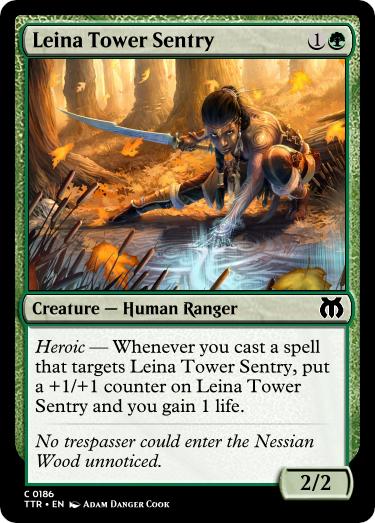 Leina Tower Sentry 1
Creature — Human Ranger
Heroic — Whenever you cast a spell
that targets Leina Tower Sentry, put
a +1/+1 counter on Leina Tower
Sentry and you gain 1 life.
No trespasser could enter the Nessian
Wood unnoticed.
2/2
C 0186
TTR • EN Adam Danger Cook